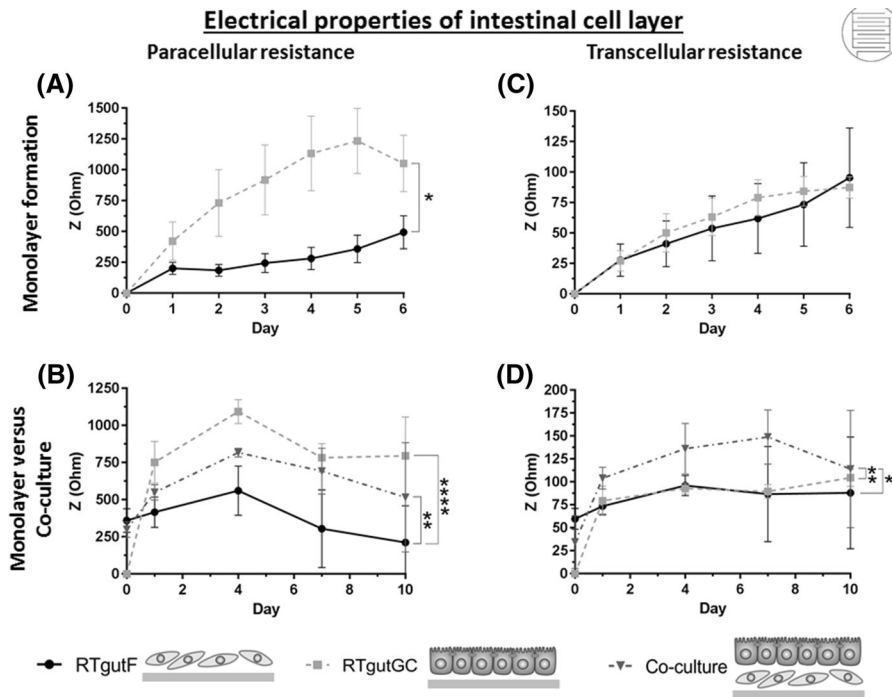 Electrical properties of intestinal cell layer
Paracellular resistance
Transcellular resistance
Monolayer formation
(A)
Z (Ohm)
1500
1250
1000
750
500
250
0
0 1 2 3 4 5 6
Day
*
(C)
Z (Ohm)
150
125
100
75
50
25
0
0 1 2 3 4 5 6
Day
Monolayer versus
Co-culture
(B)
Z (Ohm)
1250
1000
750
500
250
0
0 2 4 6 8 10
Day
**
****
(D)
Z (Ohm)
200
175
150
125
100
75
50
25
0
0 2 4 6 8 10
Day
**
*
RTgutF
RTgutGC
Co-culture